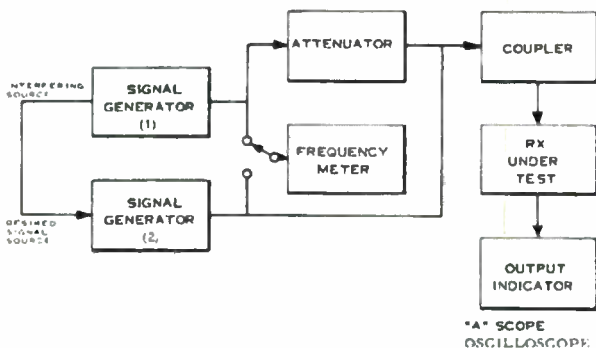 ATTENUATOR
COUPLER
INTERFERING
SOURCE
SIGNAL
GENERATOR
(1)
FREQUENCY
METER
RX
UNDER
TEST
DESIRED
SIGNAL
SOURCE
SIGNAL
GENERATOR
(2)
OUTPUT
INDICATOR
"A" SCOPE
OSCILLOSCOPE